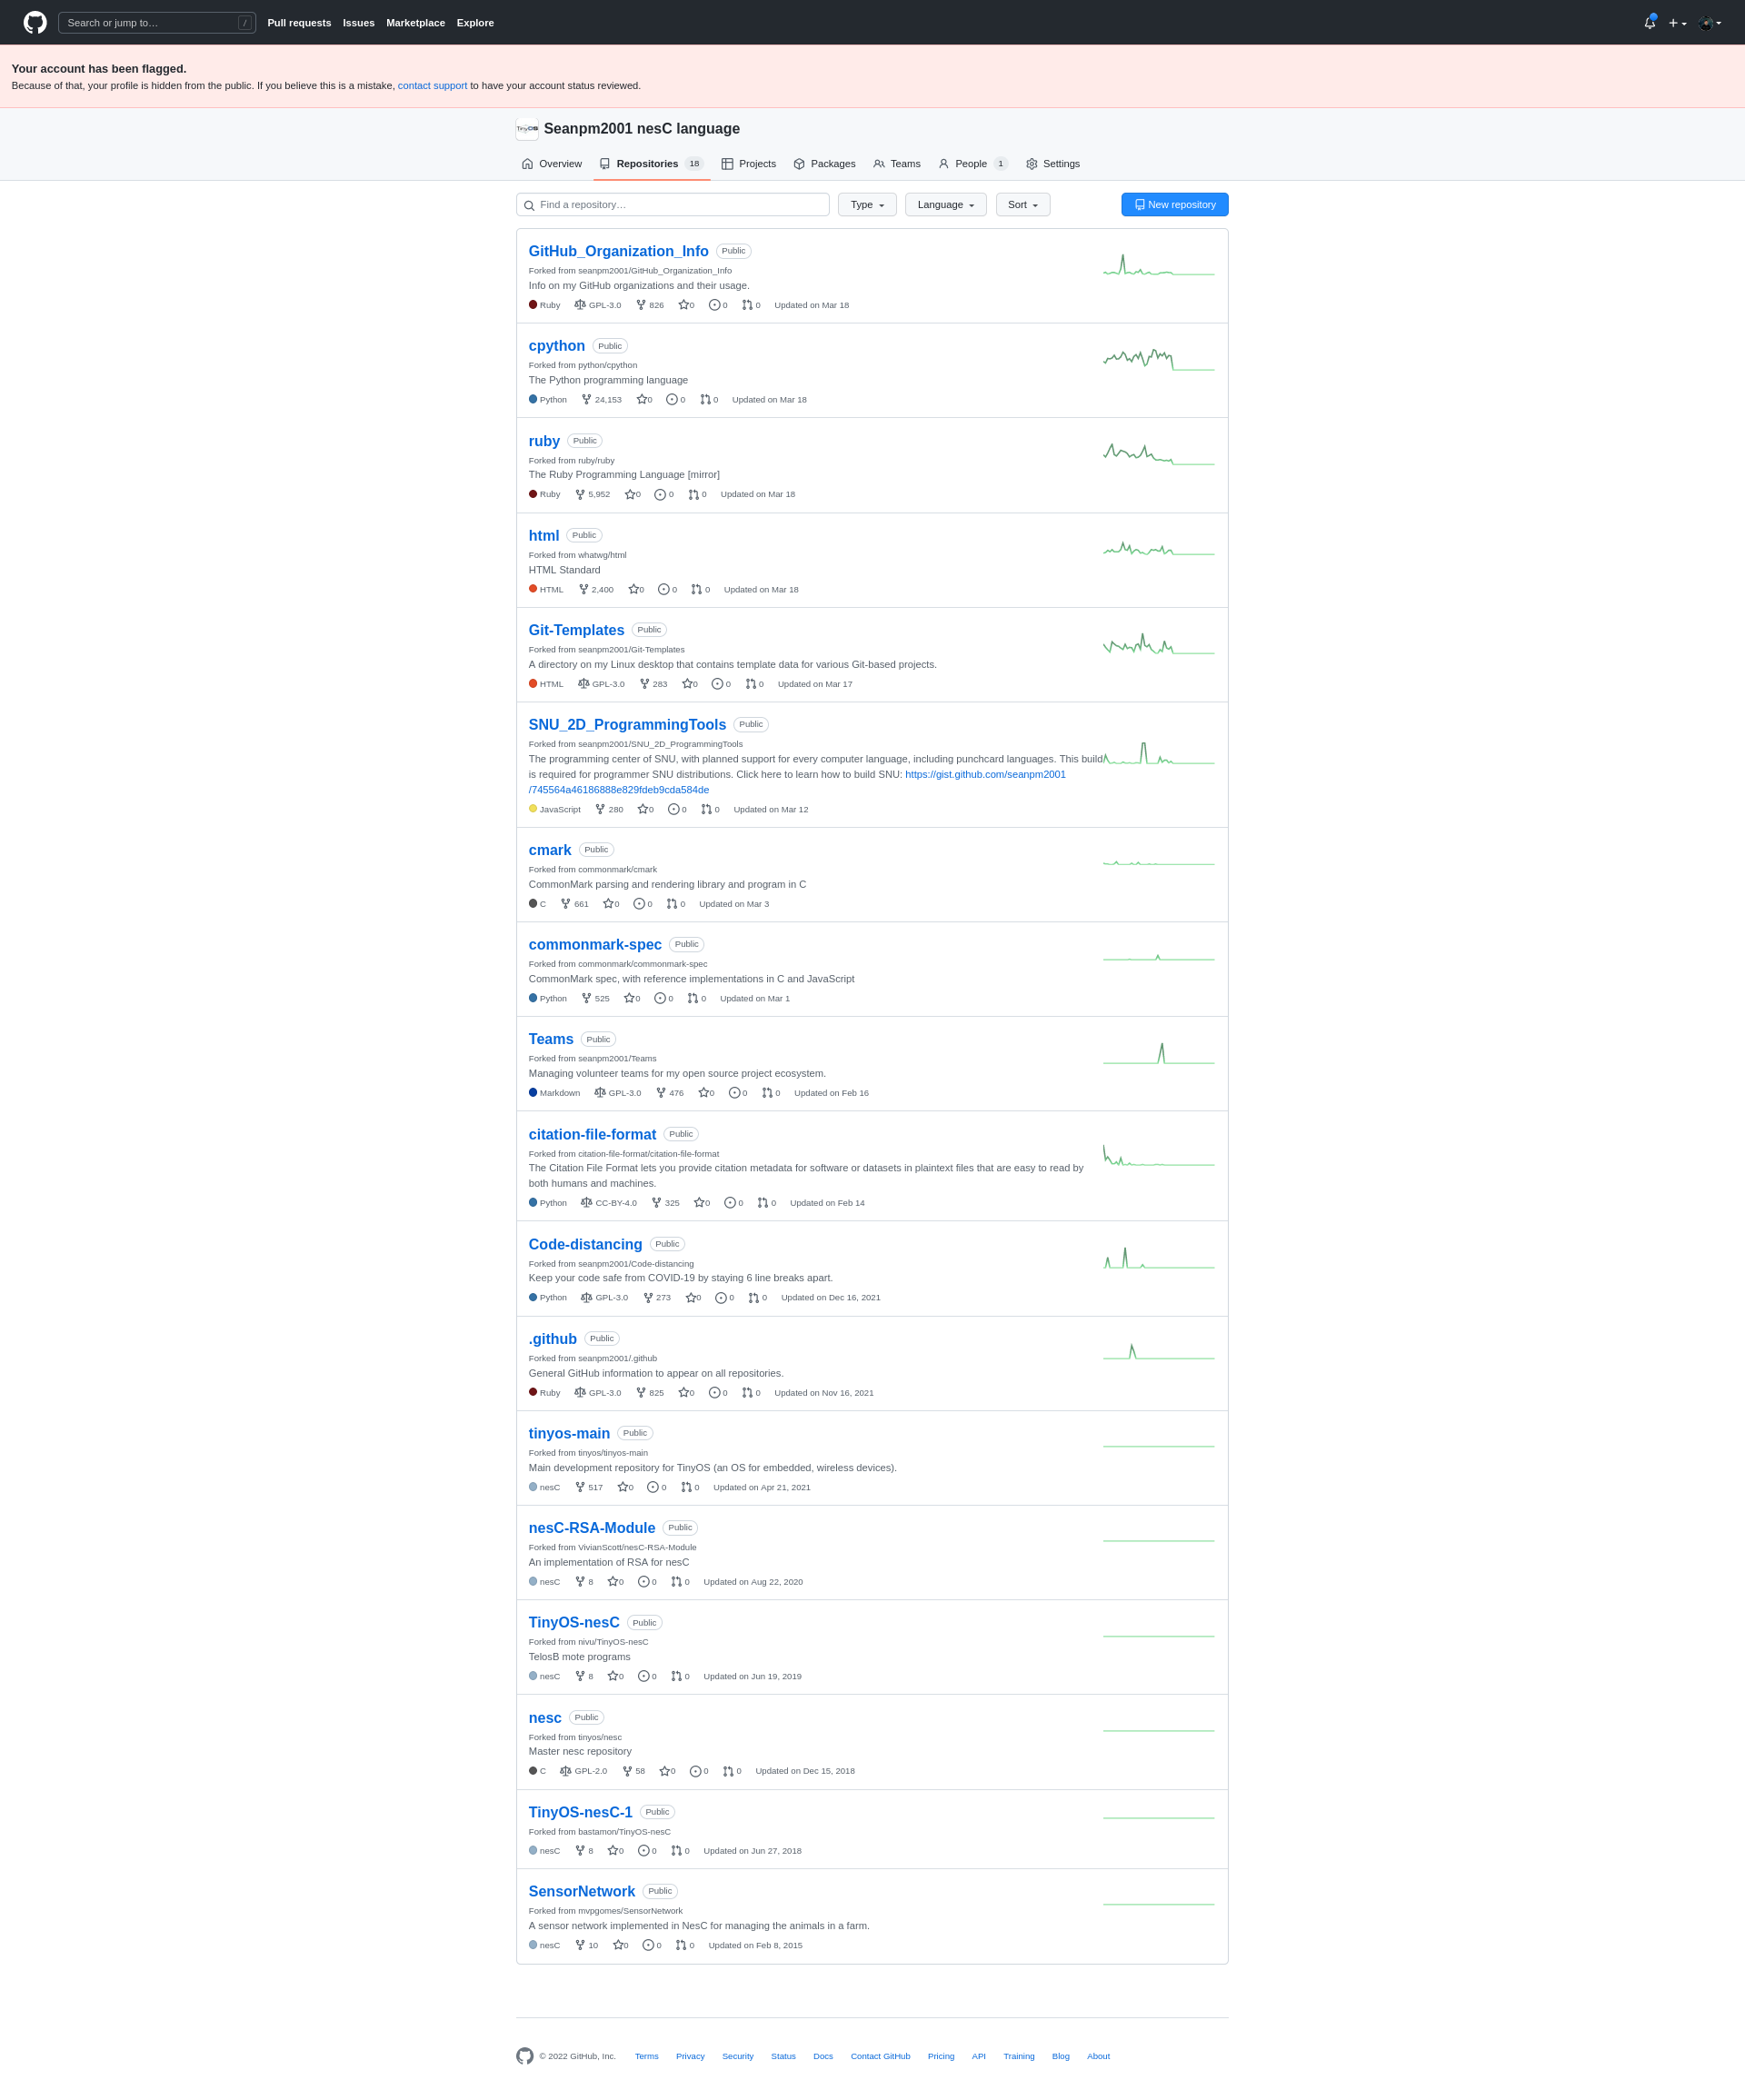 Search or jump to… /
Pull requests Issues Marketplace Explore
Your account has been flagged.
Because of that, your profile is hidden from the public. If you believe this is a mistake, contact support to have your account status reviewed.
TinyOS
Seanpm2001 nesC language
Overview Repositories 18 Projects Packages Teams People 1 Settings
Find a repository… Type Language Sort New repository
GitHub_Organization_Info Public
Forked from seanpm2001/GitHub_Organization_Info
Info on my GitHub organizations and their usage.
Ruby GPL-3.0 826 0 0 0 Updated on Mar 18
cpython Public
Forked from python/cpython
The Python programming language
Python 24,153 0 0 0 Updated on Mar 18
ruby Public
Forked from ruby/ruby
The Ruby Programming Language [mirror]
Ruby 5,952 0 0 0 Updated on Mar 18
html Public
Forked from whatwg/html
HTML Standard
HTML 2,400 0 0 0 Updated on Mar 18
Git-Templates Public
Forked from seanpm2001/Git-Templates
A directory on my Linux desktop that contains template data for various Git-based projects.
HTML GPL-3.0 283 0 0 0 Updated on Mar 17
SNU_2D_ProgrammingTools Public
Forked from seanpm2001/SNU_2D_ProgrammingTools
The programming center of SNU, with planned support for every computer language, including punchcard languages. This build
is required for programmer SNU distributions. Click here to learn how to build SNU: https://gist.github.com/seanpm2001
/745564a46186888e829fdeb9cda584de
JavaScript 280 0 0 0 Updated on Mar 12
cmark Public
Forked from commonmark/cmark
CommonMark parsing and rendering library and program in C
C 661 0 0 0 Updated on Mar 3
commonmark-spec Public
Forked from commonmark/commonmark-spec
CommonMark spec, with reference implementations in C and JavaScript
Python 525 0 0 0 Updated on Mar 1
Teams Public
Forked from seanpm2001/Teams
Managing volunteer teams for my open source project ecosystem.
Markdown GPL-3.0 476 0 0 0 Updated on Feb 16
citation-file-format Public
Forked from citation-file-format/citation-file-format
The Citation File Format lets you provide citation metadata for software or datasets in plaintext files that are easy to read by
both humans and machines.
Python CC-BY-4.0 325 0 0 0 Updated on Feb 14
Code-distancing Public
Forked from seanpm2001/Code-distancing
Keep your code safe from COVID-19 by staying 6 line breaks apart.
Python GPL-3.0 273 0 0 0 Updated on Dec 16, 2021
.github Public
Forked from seanpm2001/.github
General GitHub information to appear on all repositories.
Ruby GPL-3.0 825 0 0 0 Updated on Nov 16, 2021
tinyos-main Public
Forked from tinyos/tinyos-main
Main development repository for TinyOS (an OS for embedded, wireless devices).
nesC 517 0 0 0 Updated on Apr 21, 2021
nesC-RSA-Module Public
Forked from VivianScott/nesC-RSA-Module
An implementation of RSA for nesC
nesC 8 0 0 0 Updated on Aug 22, 2020
TinyOS-nesC Public
Forked from nivu/TinyOS-nesC
TelosB mote programs
nesC 8 0 0 0 Updated on Jun 19, 2019
nesc Public
Forked from tinyos/nesc
Master nesc repository
C GPL-2.0 58 0 0 0 Updated on Dec 15, 2018
TinyOS-nesC-1 Public
Forked from bastamon/TinyOS-nesC
nesC 8 0 0 0 Updated on Jun 27, 2018
SensorNetwork Public
Forked from mvpgomes/SensorNetwork
A sensor network implemented in NesC for managing the animals in a farm.
nesC 10 0 0 0 Updated on Feb 8, 2015
© 2022 GitHub, Inc. Terms Privacy Security Status Docs Contact GitHub Pricing API Training Blog About